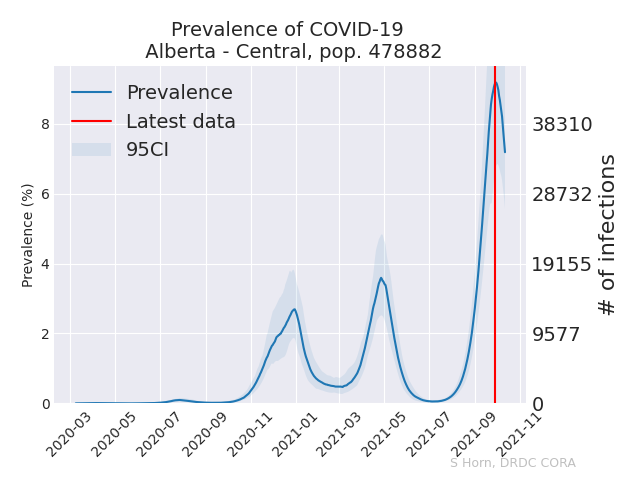 Prevalence of COVID-19
Alberta - Central, pop. 478882
Prevalence
Latest data
95CI
Prevalence (%)
8
6
4
2
0
38310
28732
19155
9577
0
# of infections
2020-03
2020-05
2020-07
2020-09
2020-11
2021-01
2021-03
2021-05
2021-07
2021-09
2021-11
S Horn, DRDC CORA